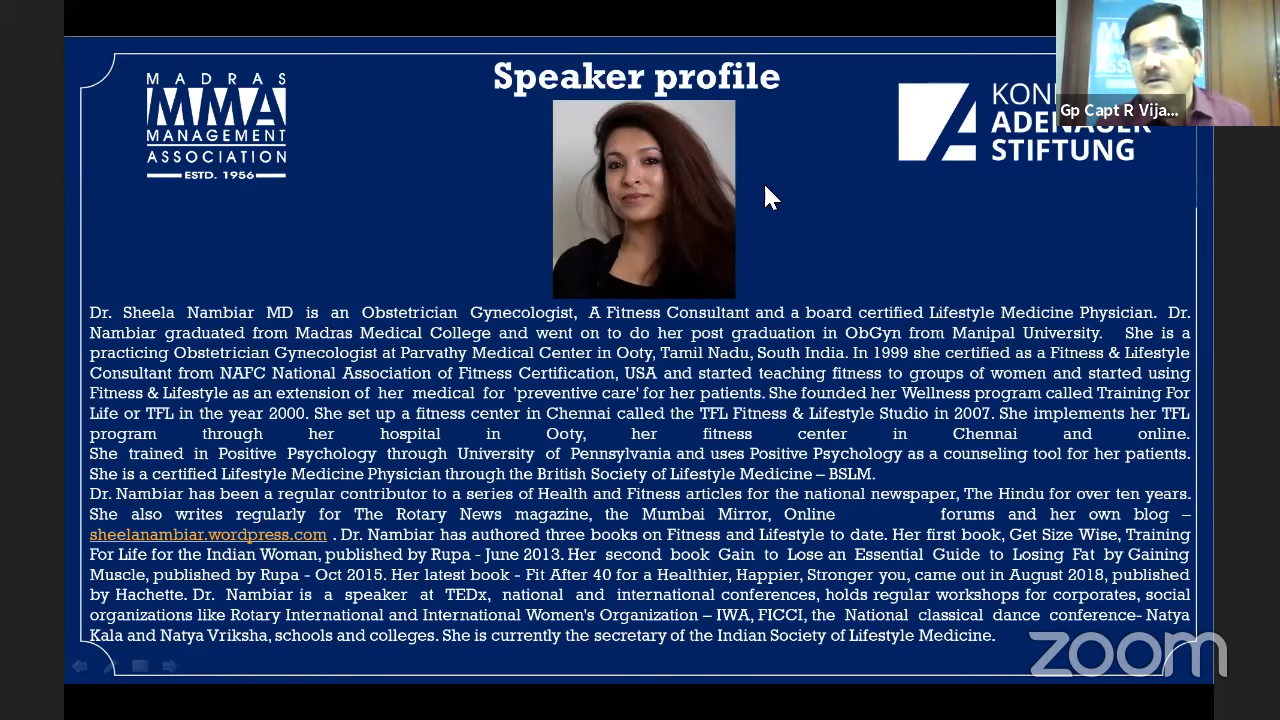 Speaker profile
MADRAS
MMA
MANAGEMENT
ASSOCIATION
ESTD. 1956
ADENAUER
STIFTUNG
Gp Capt R Vija...
Dr. Sheela Nambiar MD is an Obstetrician Gynecologist, A Fitness Consultant and a board certified Lifestyle Medicine Physician. Dr.
Nambiar graduated from Madras Medical College and went on to do her post graduation in ObGyn from Manipal University. She is a
practicing Obstetrician Gynecologist at Parvathy Medical Center in Ooty, Tamil Nadu, South India. In 1999 she certified as a Fitness & Lifestyle
Consultant from NAFC National Association of Fitness Certification, USA and started teaching fitness to groups of women and started using
Fitness & Lifestyle as an extension of her medical for 'preventive care' for her patients. She founded her Wellness program called Training For
Life or TFL in the year 2000. She set up a fitness center in Chennai called the TFL Fitness & Lifestyle Studio in 2007. She implements her TFL
program through her hospital in Ooty, her fitness center in Chennai and online.
She trained in Positive Psychology through University of Pennsylvania and uses Positive Psychology as a counseling tool for her patients.
She is a certified Lifestyle Medicine Physician through the British Society of Lifestyle Medicine – BSLM.
Dr. Nambiar has been a regular contributor to a series of Health and Fitness articles for the national newspaper, The Hindu for over ten years.
She also writes regularly for The Rotary News magazine, the Mumbai Mirror, Online forums and her own blog –
sheelanambiar.wordpress.com . Dr. Nambiar has authored three books on Fitness and Lifestyle to date. Her first book, Get Size Wise, Training
For Life for the Indian Woman, published by Rupa - June 2013. Her second book Gain to Lose an Essential Guide to Losing Fat by Gaining
Muscle, published by Rupa - Oct 2015. Her latest book - Fit After 40 for a Healthier, Happier, Stronger you, came out in August 2018, published
by Hachette. Dr. Nambiar is a speaker at TEDx, national and international conferences, holds regular workshops for corporates, social
organizations like Rotary International and International Women's Organization – IWA, FICCI, the National classical dance conference- Natya
Kala and Natya Vriksha, schools and colleges. She is currently the secretary of the Indian Society of Lifestyle Medicine.
zoom